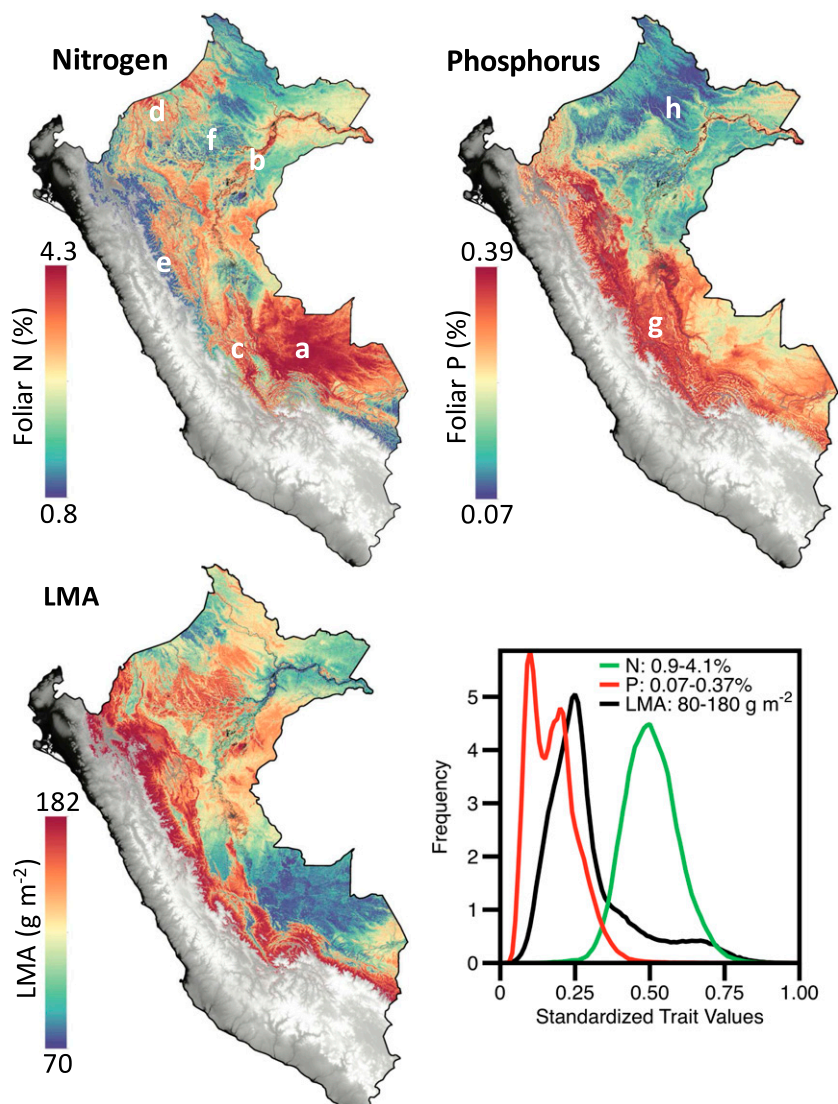 Nitrogen
d
f
b
e
c
a
4.3
Foliar N (%)
0.8
Phosphorus
h
g
0.39
Foliar P (%)
0.07
LMA
182
LMA (g m-2)
70
N: 0.9-4.1%
P: 0.07-0.37%
LMA: 80-180 g m-2
5
4
3
2
1
0
Frequency
0 0.25 0.50 0.75 1.00
Standardized Trait Values